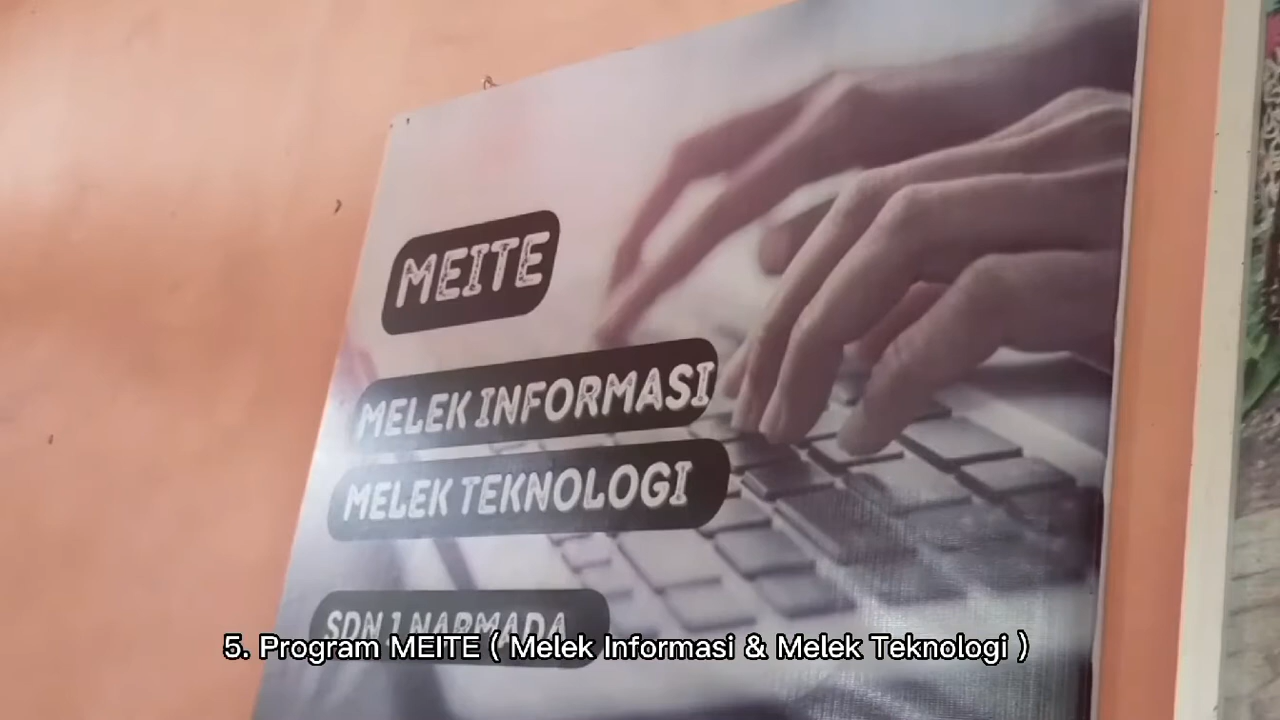 MEITE
MELEK INFORMASI
MELEK TEKNOLOGI
SDN 1 NARMADA
5. Program MEITE ( Melek Informasi & Melek Teknologi )